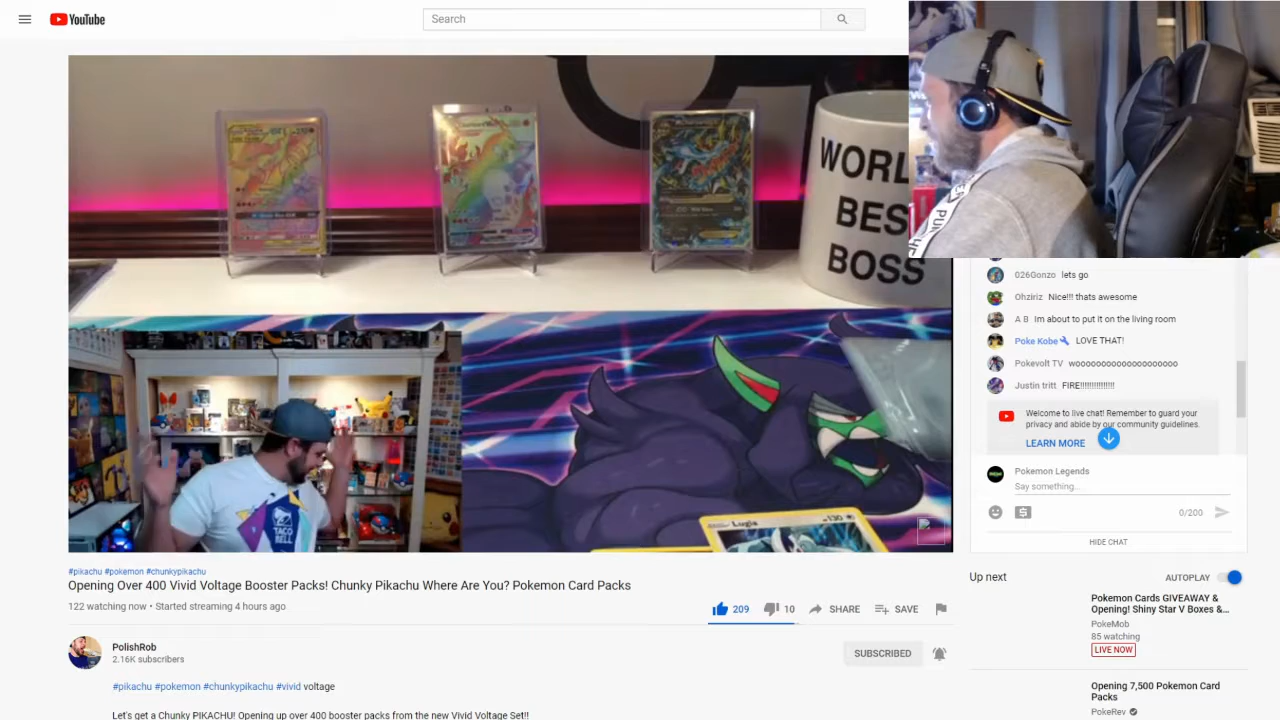 YouTube
Search
WORL
BES
BOSS
PUR
Lugia
130
TACO
BELL
026Gonzo lets go
Ohziriz Nice!!! thats awesome
A B Im about to put it on the living room
Poke Kobe LOVE THAT!
Pokevolt TV woooooooooooooooooooo
Justin tritt FIRE!!!!!!!!!!!!!!!
Welcome to live chat! Remember to guard your
privacy and abide by our community guidelines.
LEARN MORE
Pokemon Legends
Say something...
0/200
HIDE CHAT
#pikachu #pokemon #chunkypikachu
Opening Over 400 Vivid Voltage Booster Packs! Chunky Pikachu Where Are You? Pokemon Card Packs
122 watching now • Started streaming 4 hours ago
209 10 SHARE SAVE
PolishRob
2.16K subscribers
SUBSCRIBED
#pikachu #pokemon #chunkypikachu #vivid voltage
Let's get a Chunky PIKACHU! Opening up over 400 booster packs from the new Vivid Voltage Set!!
Up next
AUTOPLAY
Pokemon Cards GIVEAWAY &
Opening! Shiny Star V Boxes &...
PokeMob
85 watching
LIVE NOW
Opening 7,500 Pokemon Card
Packs
PokeRev